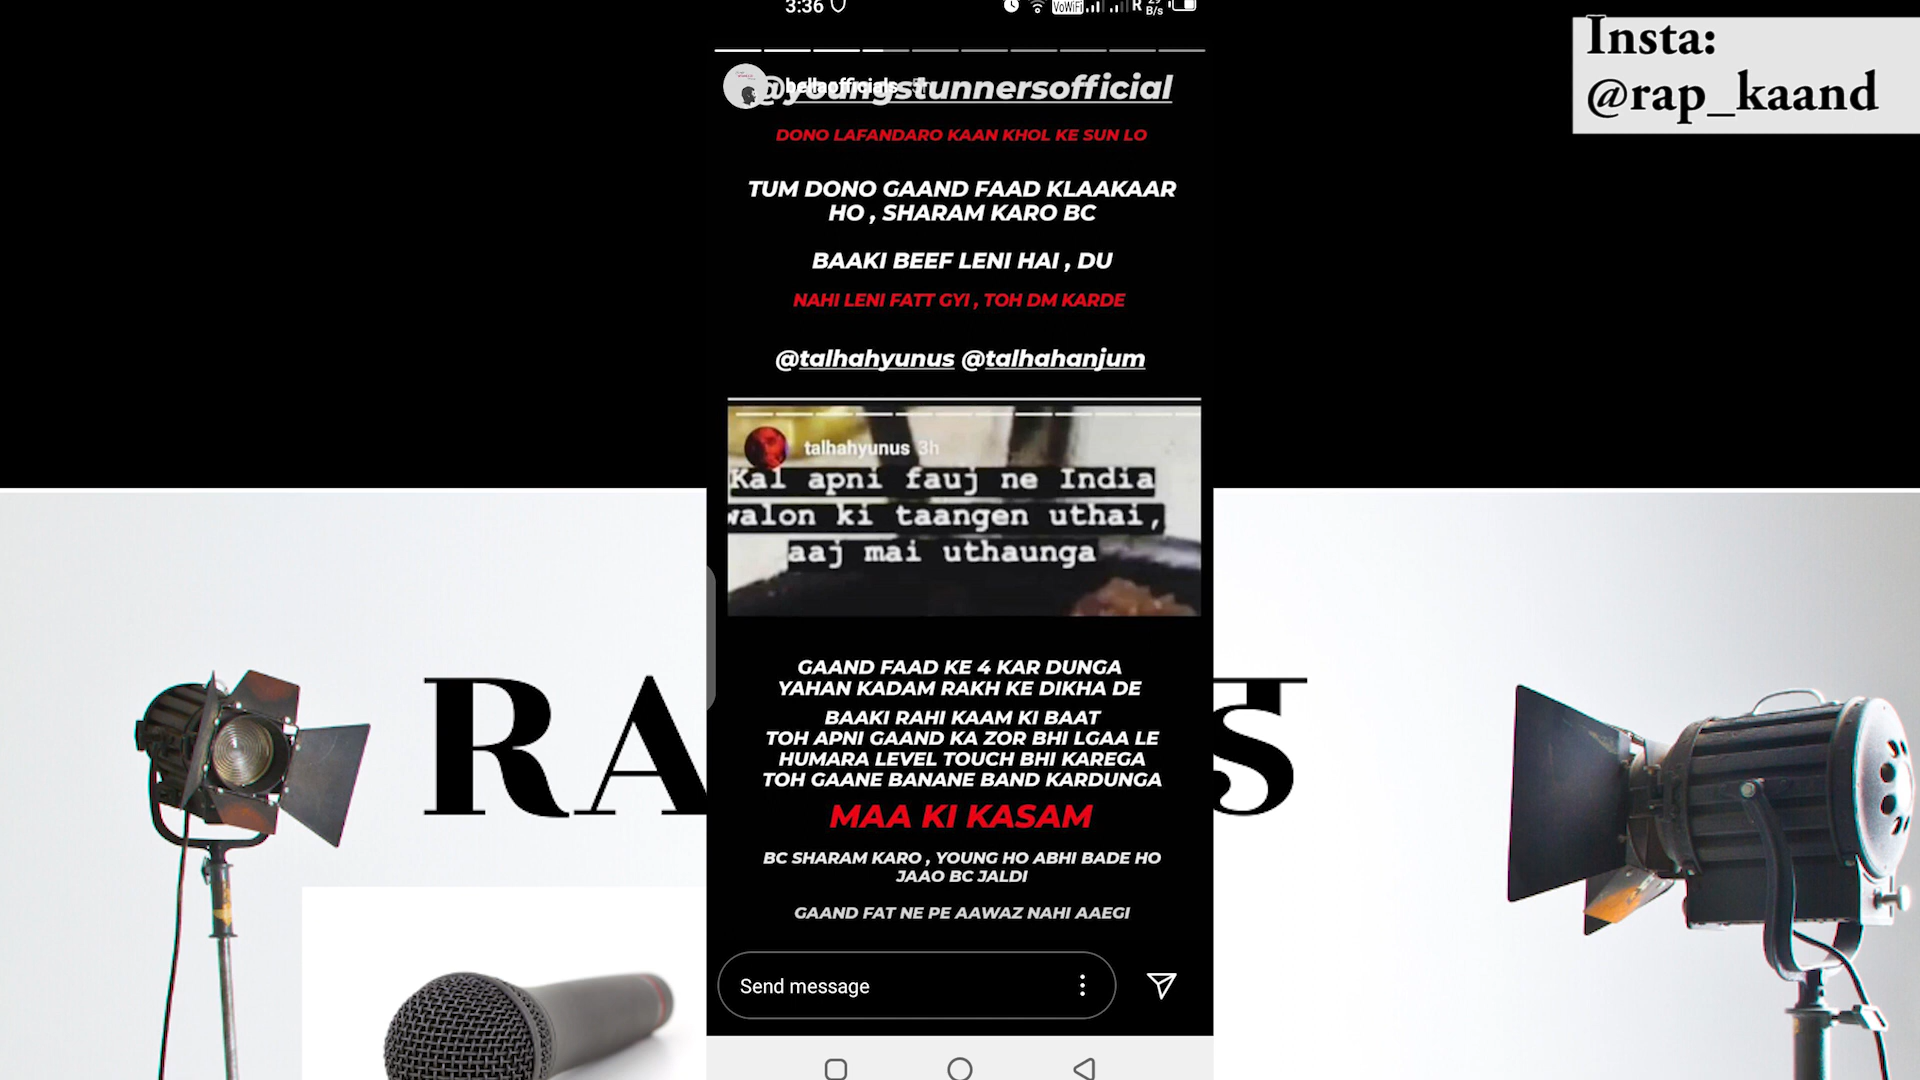 3:36
VoWiFi
R
B/s
Insta:
@rap_kaand
bellaofficials
@youngstunnersofficial
DONO LAFANDARO KAAN KHOL KE SUN LO
TUM DONO GAAND FAAD KLAAKAAR
HO , SHARAM KARO BC
BAAKI BEEF LENI HAI , DU
NAHI LENI FATT GYI , TOH DM KARDE
@talhahyunus @talhahanjum
talhahyunus 3h
Kal apni fauj ne India
walon ki taangen uthai,
aaj mai uthaunga
GAAND FAAD KE 4 KAR DUNGA
YAHAN KADAM RAKH KE DIKHA DE
BAAKI RAHI KAAM KI BAAT
TOH APNI GAAND KA ZOR BHI LGAA LE
HUMARA LEVEL TOUCH BHI KAREGA
TOH GAANE BANANE BAND KARDUNGA
MAA KI KASAM
BC SHARAM KARO , YOUNG HO ABHI BADE HO
JAAO BC JALDI
GAAND FAT NE PE AAWAZ NAHI AAEGI
Send message